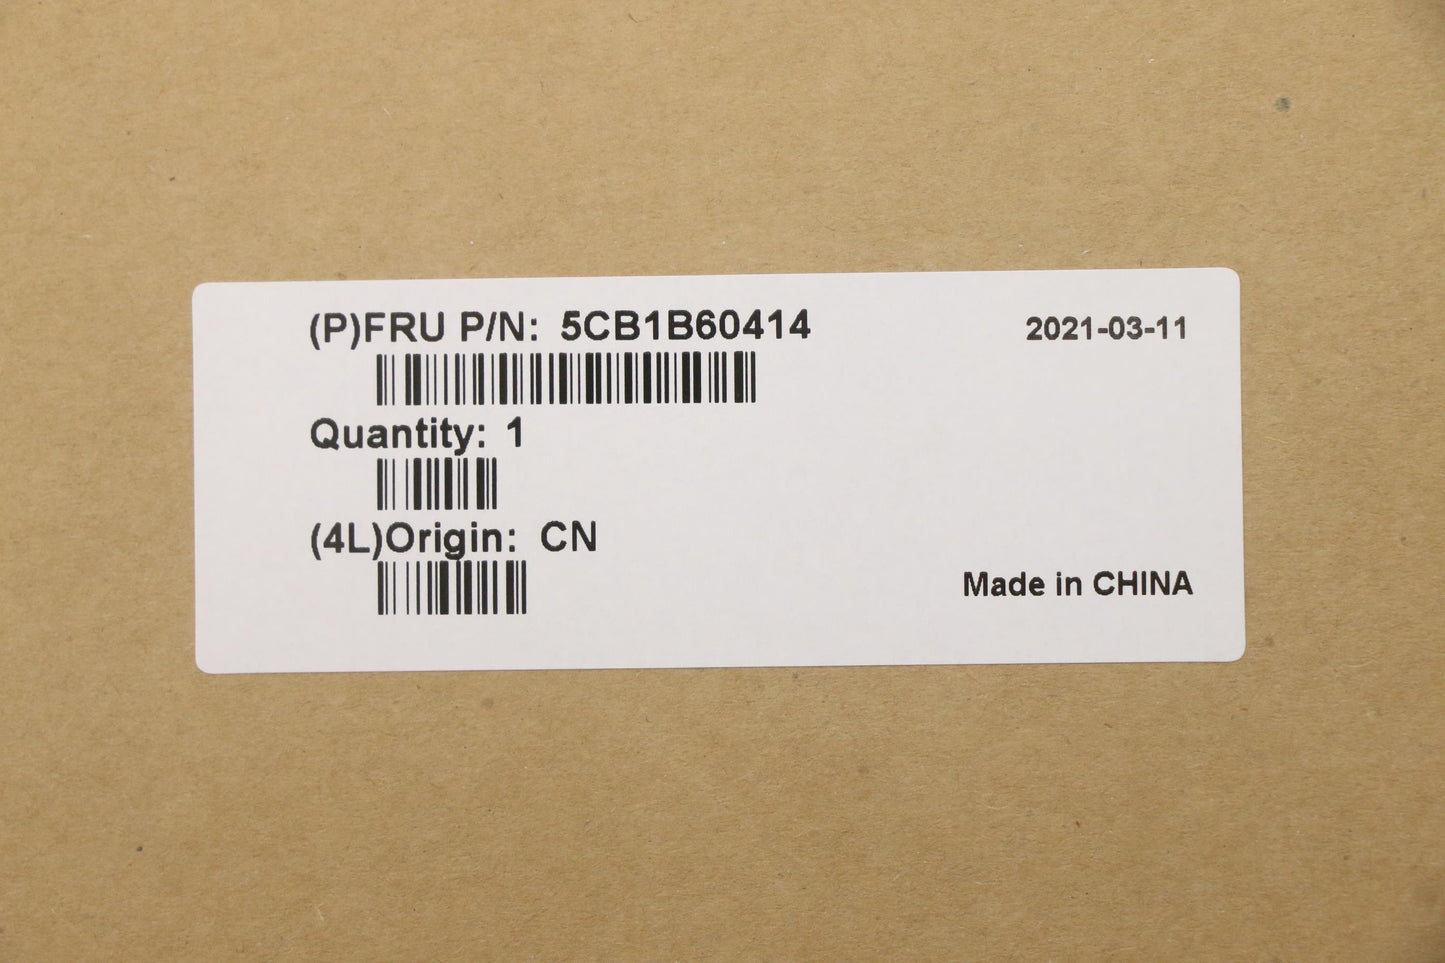 (P)FRU P/N: 5CB1B60414
2021-03-11
Quantity: 1
(4L)Origin: CN
Made in CHINA